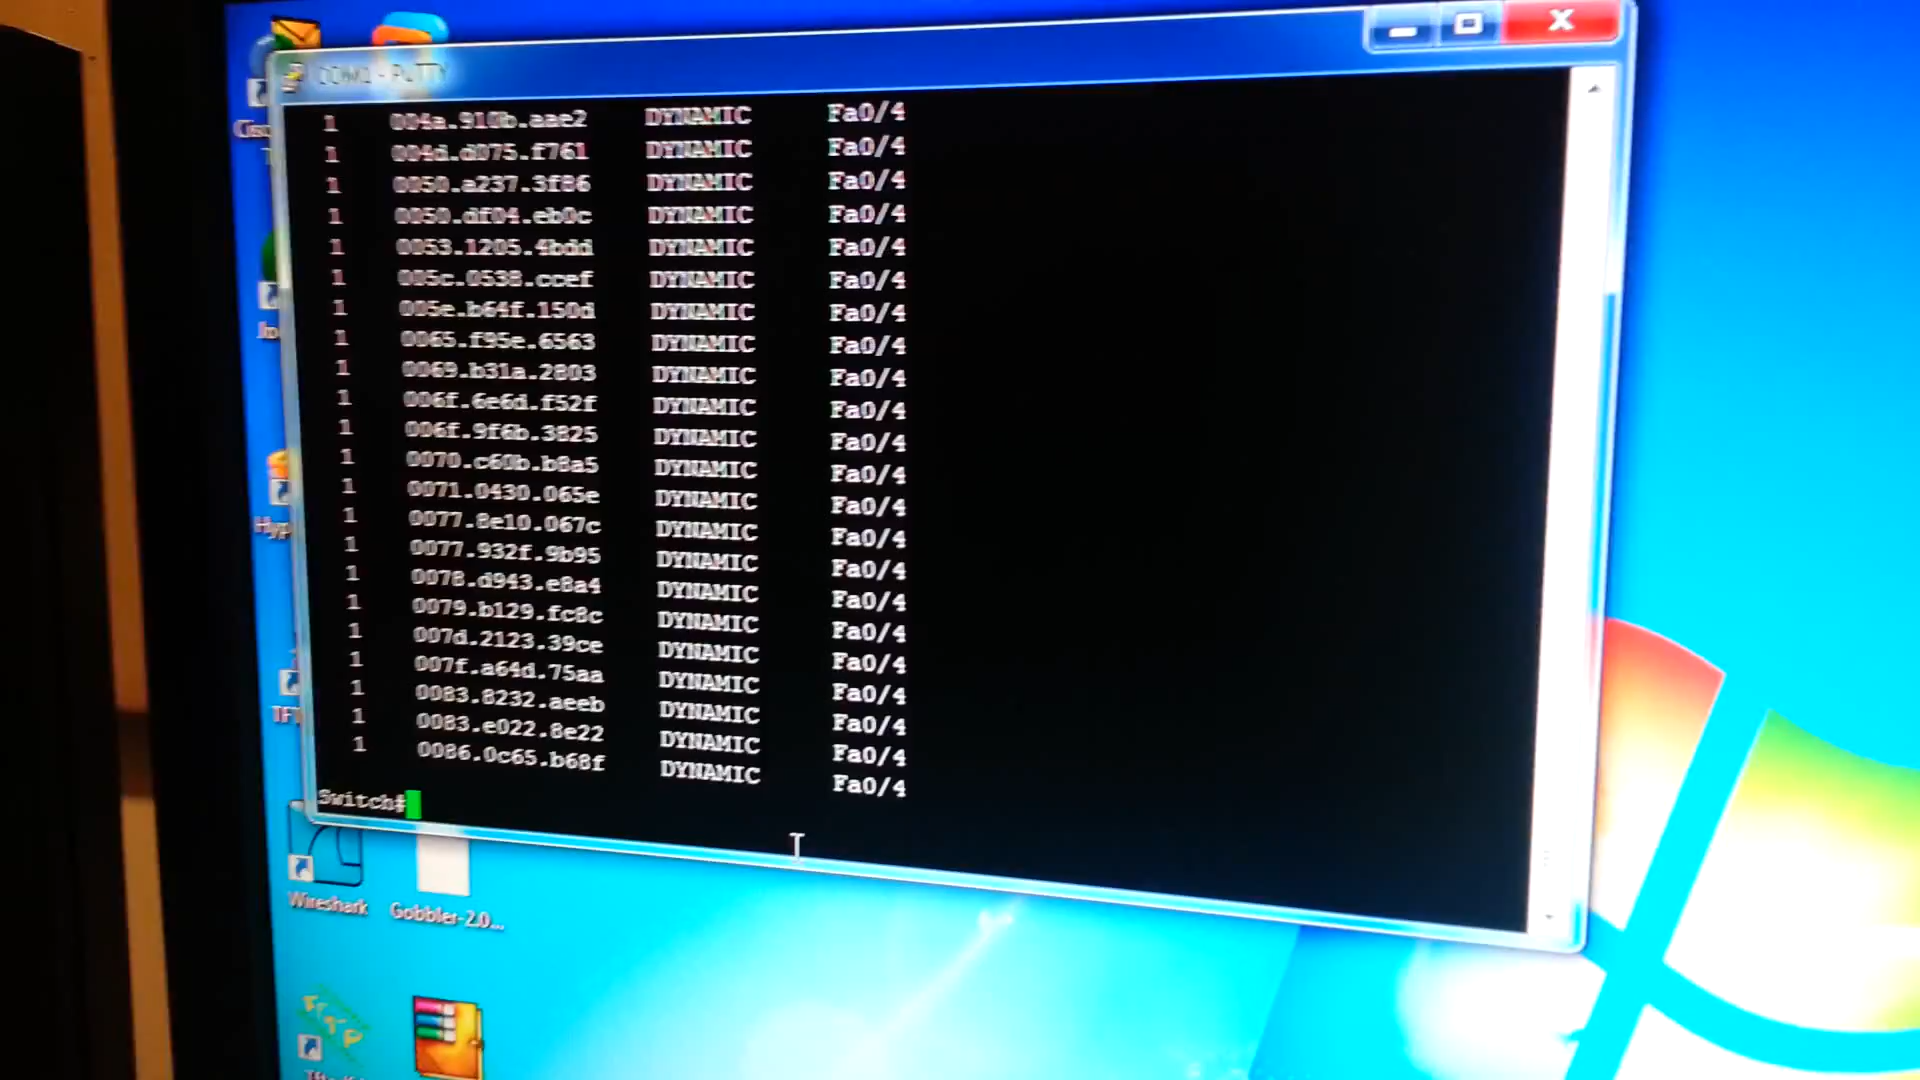 COM1 - PuTTY
1 004a.910b.aae2 DYNAMIC Fa0/4
1 004d.d075.f761 DYNAMIC Fa0/4
1 0050.a237.3f86 DYNAMIC Fa0/4
1 0050.df04.eb0c DYNAMIC Fa0/4
1 0053.1205.4bdd DYNAMIC Fa0/4
1 005c.0538.ccef DYNAMIC Fa0/4
1 005e.b64f.150d DYNAMIC Fa0/4
1 0065.f95e.6563 DYNAMIC Fa0/4
1 0069.b31a.2803 DYNAMIC Fa0/4
1 006f.6e6d.f52f DYNAMIC Fa0/4
1 006f.9f6b.3825 DYNAMIC Fa0/4
1 0070.c60b.b8a5 DYNAMIC Fa0/4
1 0071.0430.065e DYNAMIC Fa0/4
1 0077.8e10.067c DYNAMIC Fa0/4
1 0077.932f.9b95 DYNAMIC Fa0/4
1 0078.d943.e8a4 DYNAMIC Fa0/4
1 0079.b129.fc8c DYNAMIC Fa0/4
1 007d.2123.39ce DYNAMIC Fa0/4
1 007f.a64d.75aa DYNAMIC Fa0/4
1 0083.8232.aeeb DYNAMIC Fa0/4
1 0083.e022.8e22 DYNAMIC Fa0/4
1 0086.0c65.b68f DYNAMIC Fa0/4
Switch#
Wireshark
Gobbler-2.0...